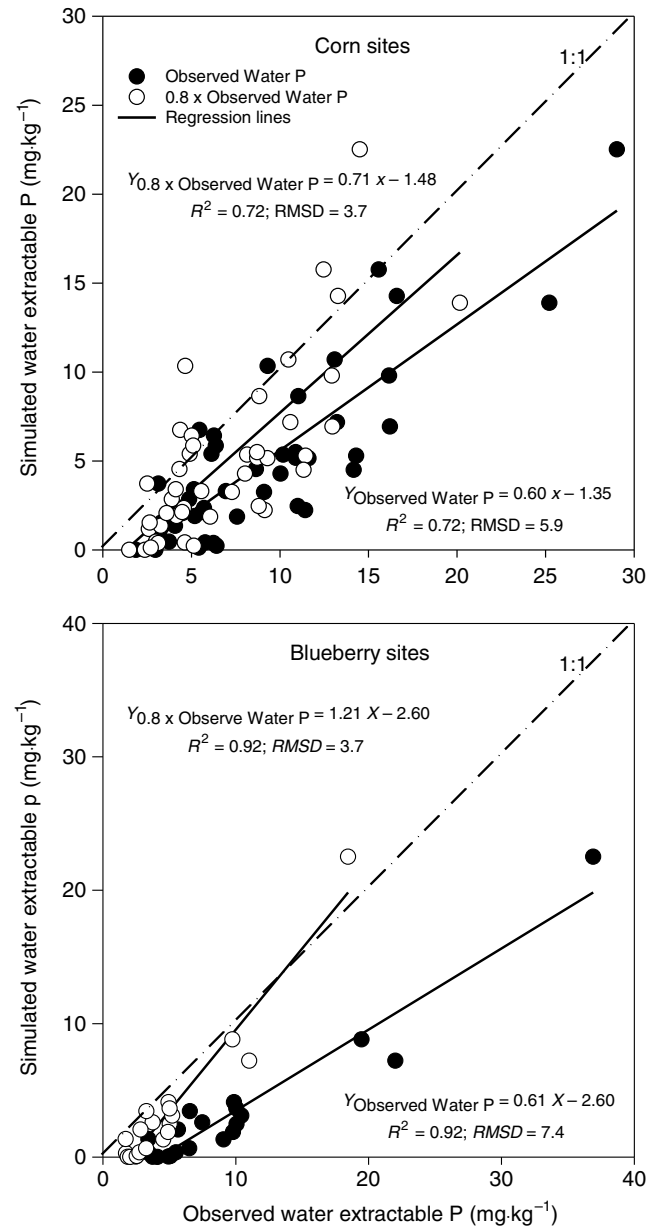 Corn sites
1:1
Observed Water P
0.8 x Observed Water P
Regression lines
Y0.8 x Observed Water P = 0.71 x – 1.48
R² = 0.72; RMSD = 3.7
YObserved Water P = 0.60 x – 1.35
R² = 0.72; RMSD = 5.9
Simulated water extractable P (mg·kg⁻¹)
30
25
20
15
10
5
0
0 5 10 15 20 25 30
Blueberry sites
1:1
Y0.8 x Observe Water P = 1.21 X – 2.60
R² = 0.92; RMSD = 3.7
YObserved Water P = 0.61 X – 2.60
R² = 0.92; RMSD = 7.4
Simulated water extractable p (mg·kg⁻¹)
40
30
20
10
0
0 10 20 30 40
Observed water extractable P (mg·kg⁻¹)